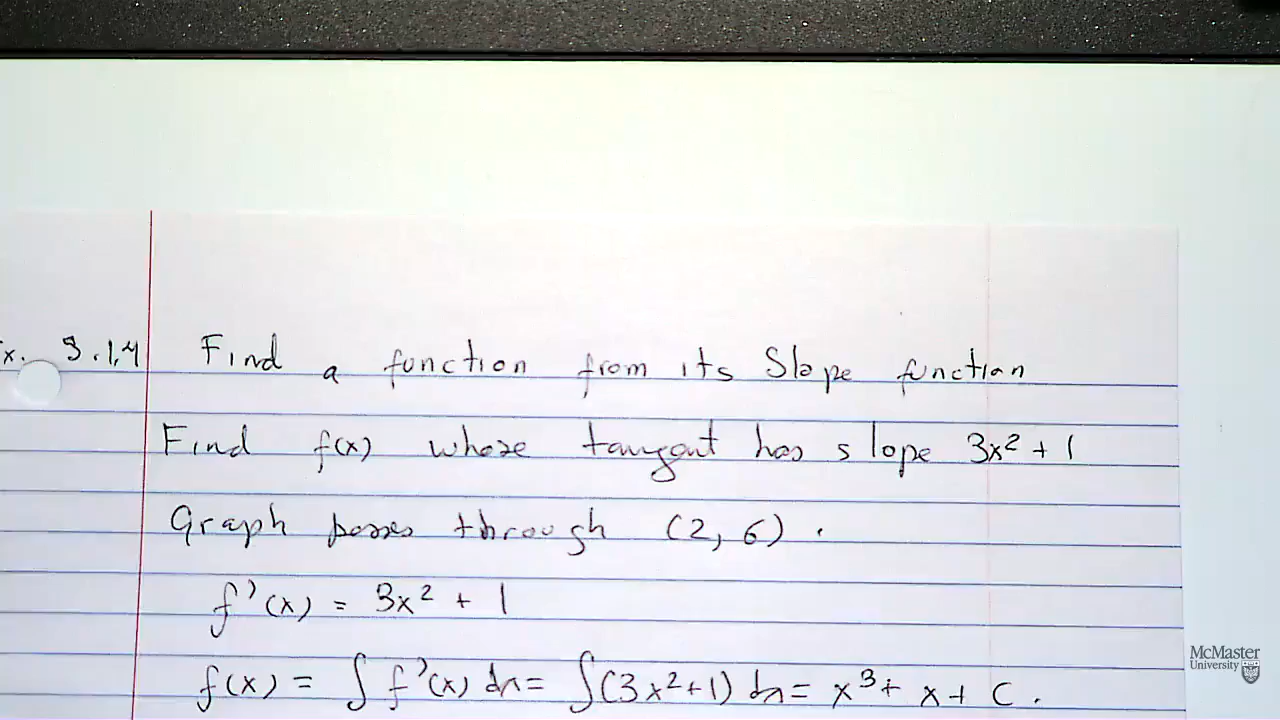 x. 3.1.4 Find a function from its Slope function
Find f(x) whose tangent has slope 3x² + 1
Graph passes through (2, 6).
f'(x) = 3x² + 1
f(x) = ∫ f'(x) dx = ∫(3x²+1) dx = x³ + x + C.
McMaster
University